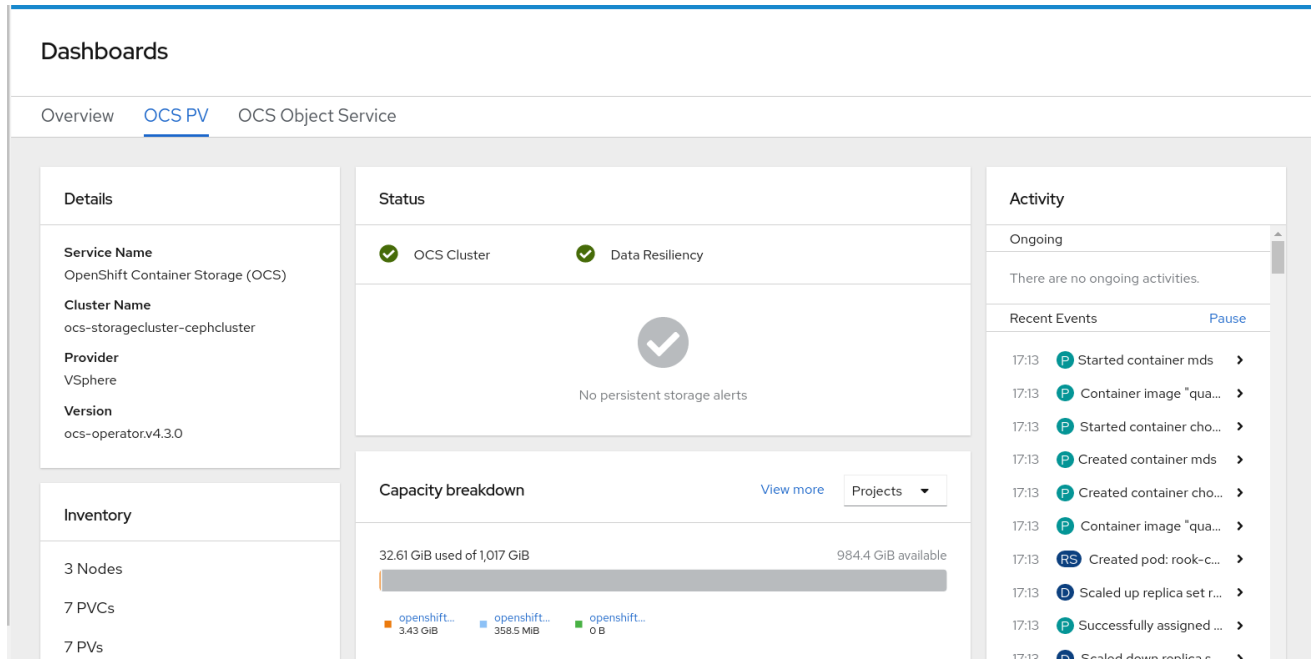 Dashboards
Overview OCS PV OCS Object Service
Details
Service Name
OpenShift Container Storage (OCS)
Cluster Name
ocs-storagecluster-cephcluster
Provider
VSphere
Version
ocs-operator.v4.3.0
Inventory
3 Nodes
7 PVCs
7 PVs
Status
OCS Cluster Data Resiliency
No persistent storage alerts
Capacity breakdown View more Projects
32.61 GiB used of 1,017 GiB 984.4 GiB available
openshift... openshift... openshift...
3.43 GiB 358.5 MiB 0 B
Activity
Ongoing
There are no ongoing activities.
Recent Events Pause
17:13 P Started container mds
17:13 P Container image "qua...
17:13 P Started container cho...
17:13 P Created container mds
17:13 P Created container cho...
17:13 P Container image "qua...
17:13 RS Created pod: rook-c...
17:13 D Scaled up replica set r...
17:13 P Successfully assigned ...
17:13 D Scaled down replica s...